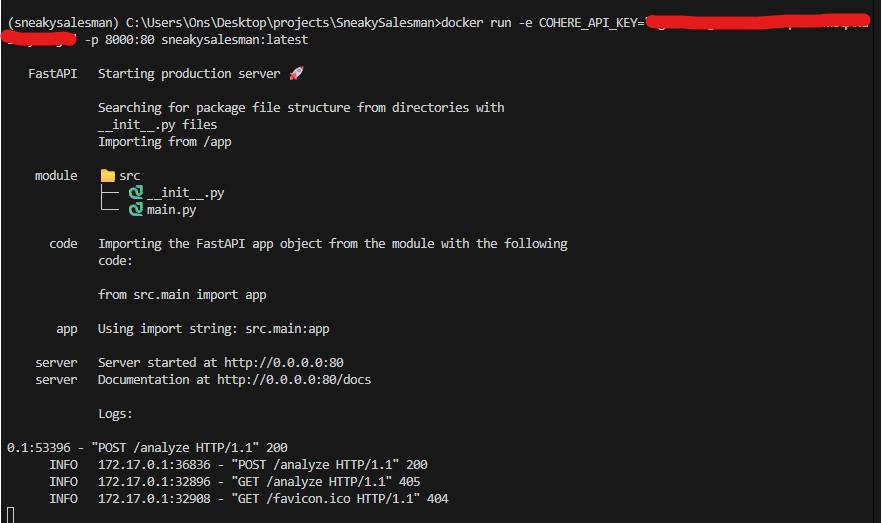 (sneakysalesman) C:\Users\Ons\Desktop\projects\SneakySalesman>docker run -e COHERE_API_KEY=
-p 8000:80 sneakysalesman:latest
FastAPI Starting production server 🚀
Searching for package file structure from directories with
__init__.py files
Importing from /app
module 📁 src
├── 🐍 __init__.py
└── 🐍 main.py
code Importing the FastAPI app object from the module with the following
code:
from src.main import app
app Using import string: src.main:app
server Server started at http://0.0.0.0:80
server Documentation at http://0.0.0.0:80/docs
Logs:
0.1:53396 - "POST /analyze HTTP/1.1" 200
INFO 172.17.0.1:36836 - "POST /analyze HTTP/1.1" 200
INFO 172.17.0.1:32896 - "GET /analyze HTTP/1.1" 405
INFO 172.17.0.1:32908 - "GET /favicon.ico HTTP/1.1" 404